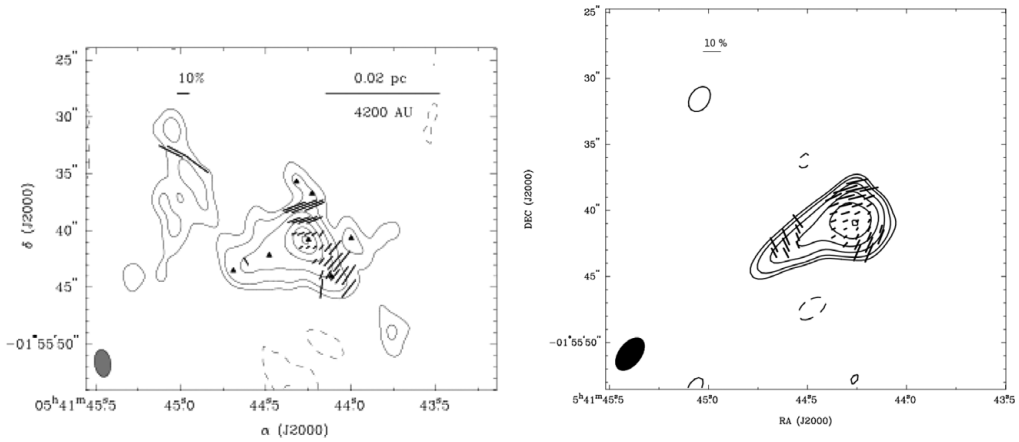 25"
30"
35"
40"
45"
−01°55'50"
δ (J2000)
10%
0.02 pc
4200 AU
05ʰ41ᵐ45ˢ.5
45ˢ.0
44ˢ.5
44ˢ.0
43ˢ.5
α (J2000)
25"
30"
35"
40"
45"
−01°55'50"
DEC (J2000)
10 %
5ʰ41ᵐ45ˢ.5
45ˢ.0
44ˢ.5
44ˢ.0
43ˢ.5
RA (J2000)